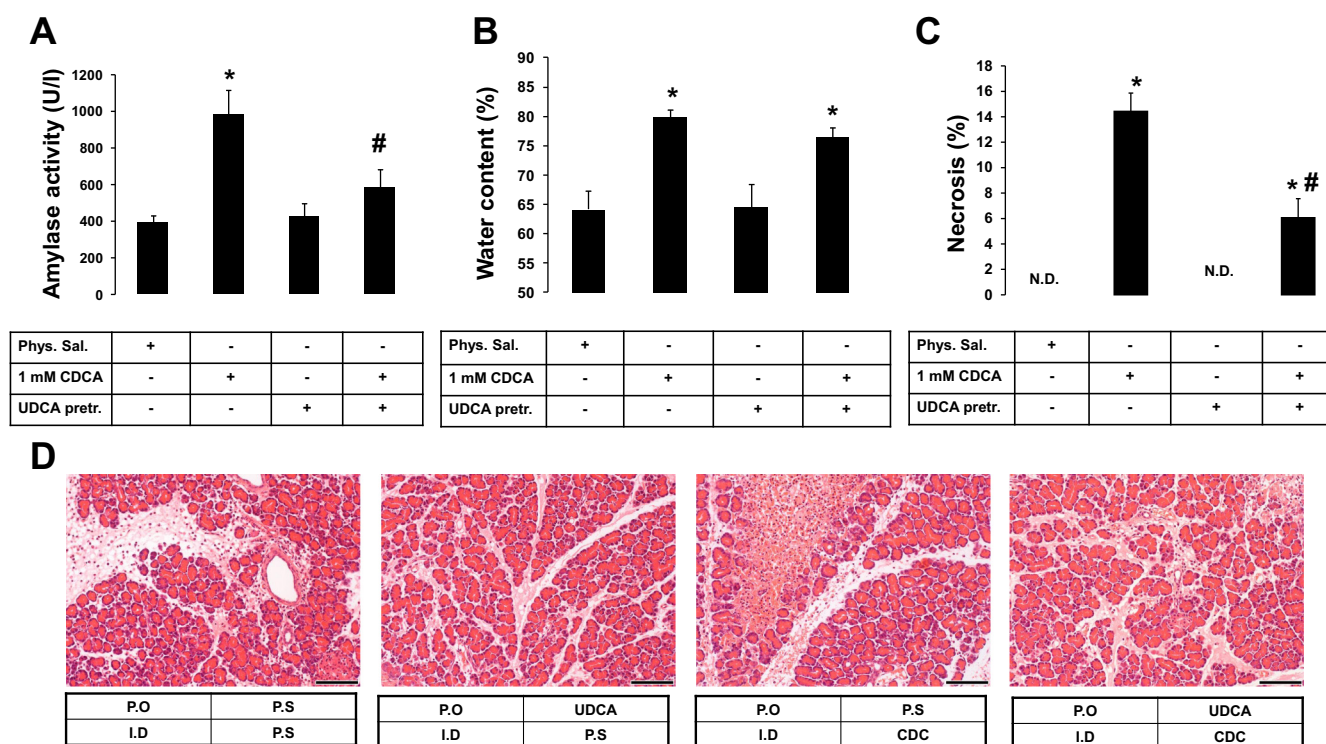 A
B
C
Amylase activity (U/l)
1200
1000
800
600
400
200
0
*
#
Water content (%)
90
85
80
75
70
65
60
55
50
*
*
Necrosis (%)
18
16
14
12
10
8
6
4
2
0
N.D.
*
N.D.
* #
Phys. Sal. + - - -
1 mM CDCA - + - +
UDCA pretr. - - + +
Phys. Sal. + - - -
1 mM CDCA - + - +
UDCA pretr. - - + +
Phys. Sal. + - - -
1 mM CDCA - + - +
UDCA pretr. - - + +
D
P.O P.S
I.D P.S
P.O UDCA
I.D P.S
P.O P.S
I.D CDC
P.O UDCA
I.D CDC